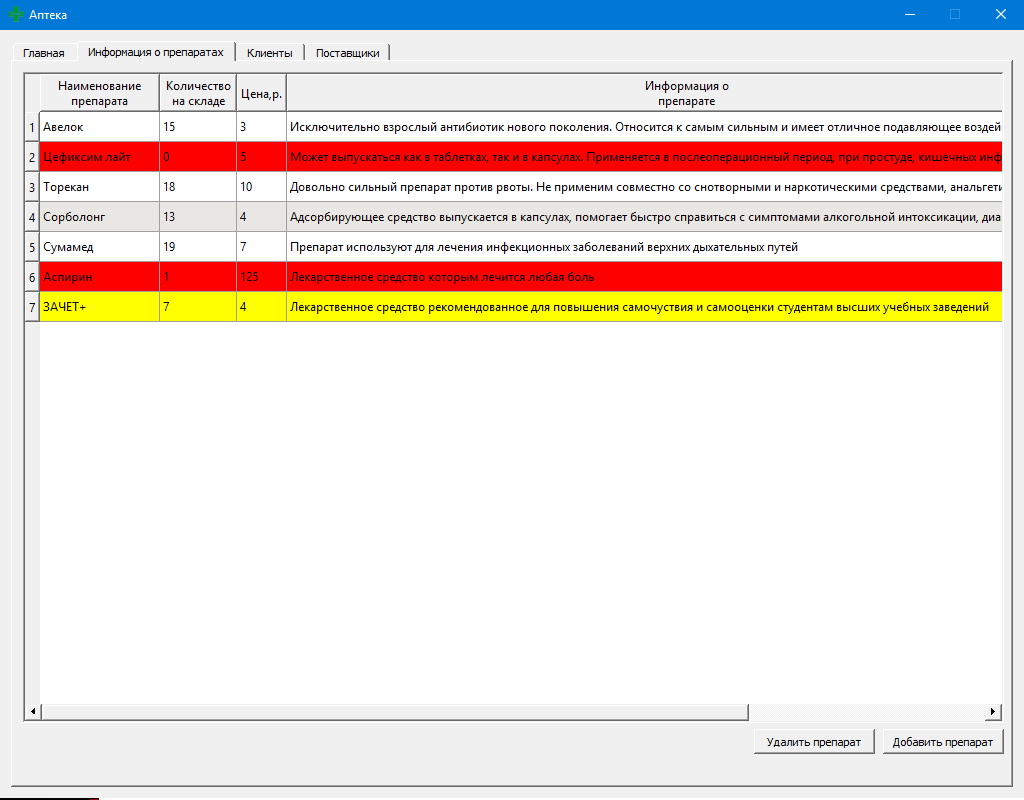 Аптека
Главная Информация о препаратах Клиенты Поставщики
Наименование препарата Количество на складе Цена,р. Информация о препарате
1 Авелок 15 3 Исключительно взрослый антибиотик нового поколения. Относится к самым сильным и имеет отличное подавляющее воздей
2 Цефиксим лайт 0 5 Может выпускаться как в таблетках, так и в капсулах. Применяется в послеоперационный период, при простуде, кишечных инф
3 Торекан 18 10 Довольно сильный препарат против рвоты. Не применим совместно со снотворными и наркотическими средствами, анальгети
4 Сорболонг 13 4 Адсорбирующее средство выпускается в капсулах, помогает быстро справиться с симптомами алкогольной интоксикации, диа
5 Сумамед 19 7 Препарат используют для лечения инфекционных заболеваний верхних дыхательных путей
6 Аспирин 1 125 Лекарственное средство которым лечится любая боль
7 ЗАЧЕТ+ 7 4 Лекарственное средство рекомендованное для повышения самочуствия и самооценки студентам высших учебных заведений
Удалить препарат Добавить препарат